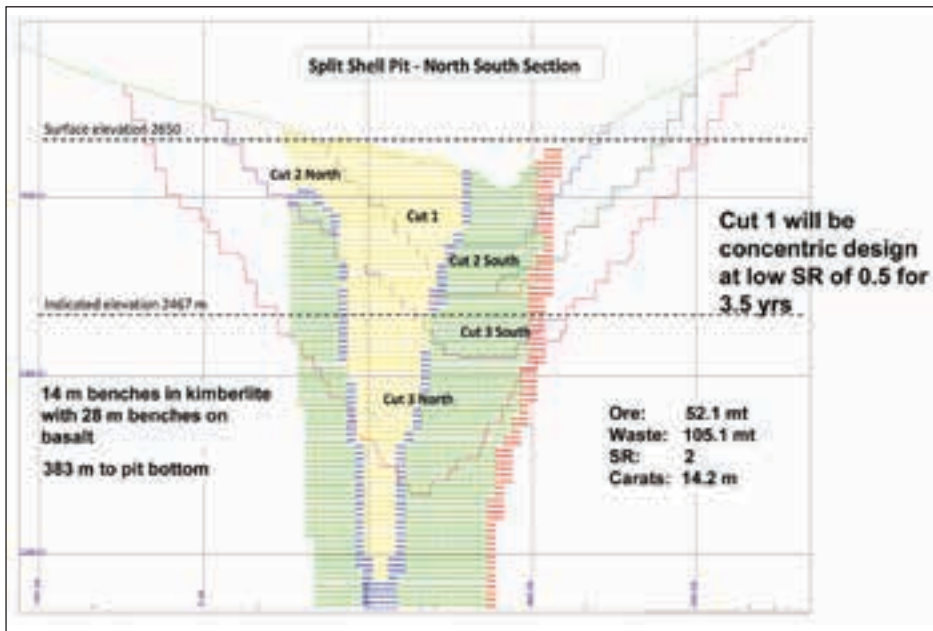 Split Shell Pit - North South Section
Surface elevation 2650
Cut 2 North
Cut 1
Cut 2 South
Cut 1 will be
concentric design
at low SR of 0.5 for
3.5 yrs
Indicated elevation 2467 m
Cut 3 South
14 m benches in kimberlite
with 28 m benches on
basalt
383 m to pit bottom
Cut 3 North
Ore: 52.1 mt
Waste: 105.1 mt
SR: 2
Carats: 14.2 m